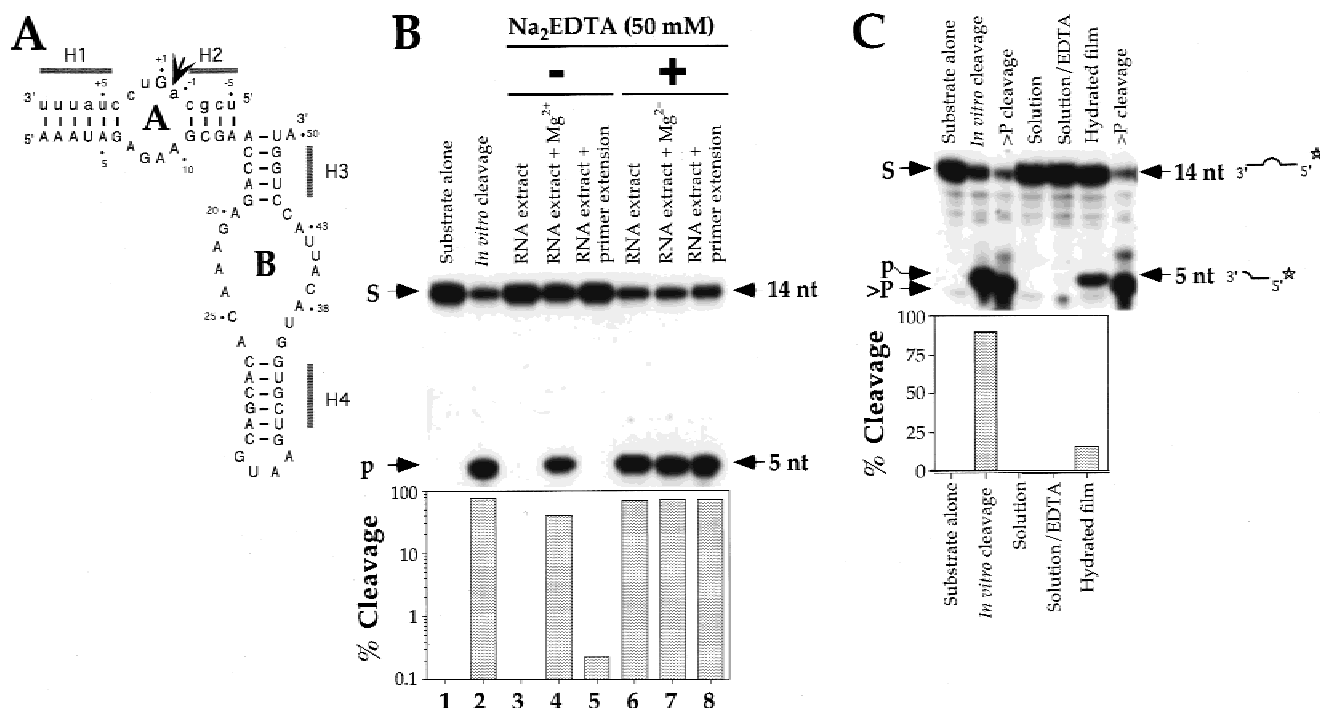 A
H1
H2
+1
+5
-1
-5
3' u u u a u c c u G a c g c u 5'
A
5' A A A U A G A G A A G C G A A U A 3'
5
10
50
A
C – G
C – G
A – U
G – C
H3
20
A
G
A
A
A
C
25
A
B
C
A
43
U
U
A
C
A
38
U
G
C – G
A – U
C – G
G – C
A – U
C – G
H4
G
U
A
A
B
Na2EDTA (50 mM)
-
+
Substrate alone
In vitro cleavage
RNA extract
RNA extract + Mg2+
RNA extract +
primer extension
RNA extract
RNA extract + Mg2=
RNA extract +
primer extension
S
14 nt
P
5 nt
% Cleavage
100
10
1
0.1
1 2 3 4 5 6 7 8
C
Substrate alone
In vitro cleavage
>P cleavage
Solution
Solution/EDTA
Hydrated film
>P cleavage
S
14 nt
3'
5'
p
>P
5 nt
3'
5'
% Cleavage
100
75
50
25
0
Substrate alone
In vitro cleavage
Solution
Solution/EDTA
Hydrated film